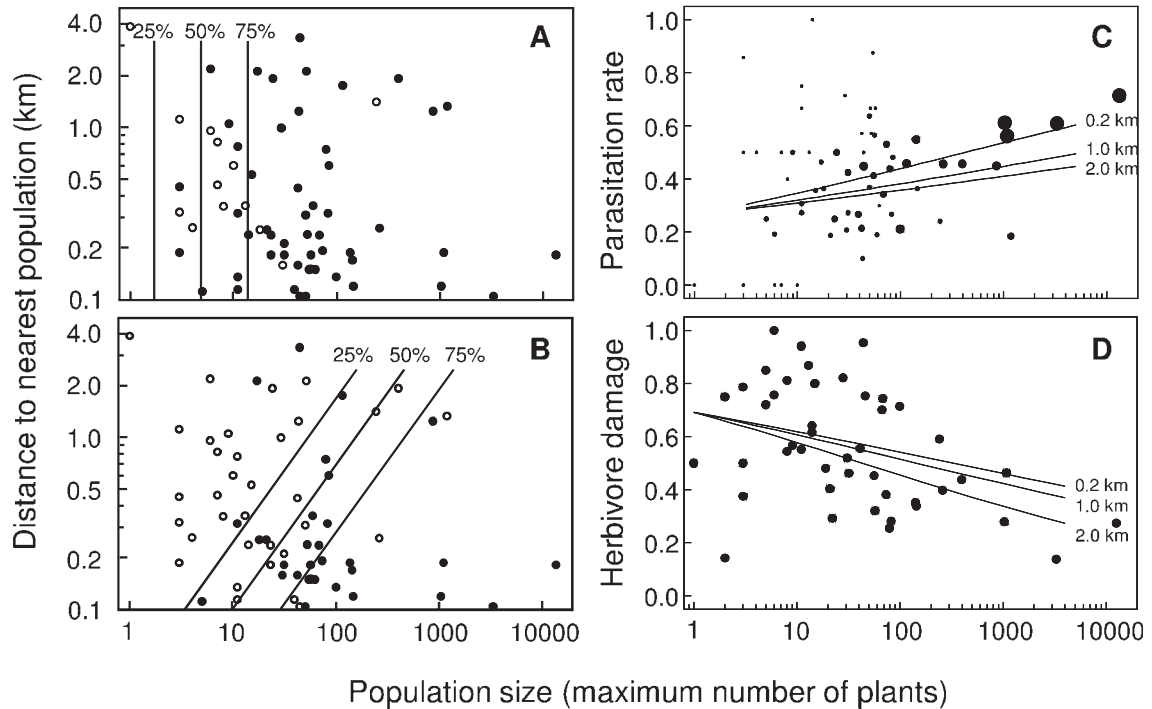 Distance to nearest population (km)
4.0
2.0
1.0
0.5
0.2
0.1
25% 50% 75%
A
4.0
2.0
1.0
0.5
0.2
0.1
25% 50% 75%
B
1 10 100 1000 10000
Parasitation rate
1.0
0.8
0.6
0.4
0.2
0.0
C
0.2 km
1.0 km
2.0 km
Herbivore damage
1.0
0.8
0.6
0.4
0.2
0.0
D
0.2 km
1.0 km
2.0 km
1 10 100 1000 10000
Population size (maximum number of plants)